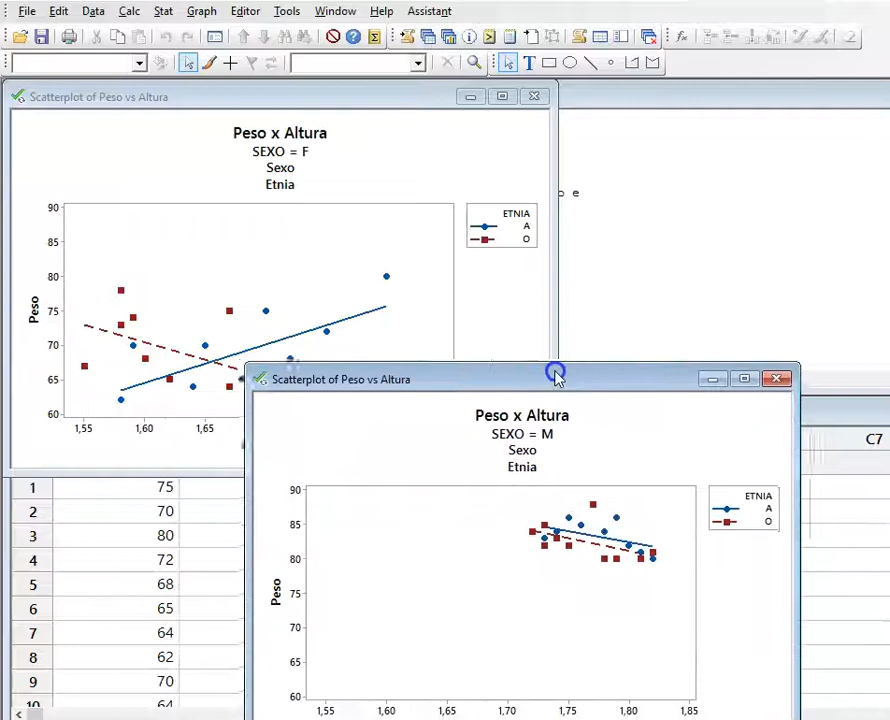 File Edit Data Calc Stat Graph Editor Tools Window Help Assistant
Scatterplot of Peso vs Altura
Peso x Altura
SEXO = F
Sexo
Etnia
90
85
80
75
70
65
60
Peso
1,55 1,60 1,65
ETNIA
A
O
o e
Scatterplot of Peso vs Altura
Peso x Altura
SEXO = M
Sexo
Etnia
90
85
80
75
70
65
60
Peso
1,55 1,60 1,65 1,70 1,75 1,80 1,85
ETNIA
A
O
C7
1 75
2 70
3 80
4 72
5 68
6 65
7 64
8 62
9 70
10 64